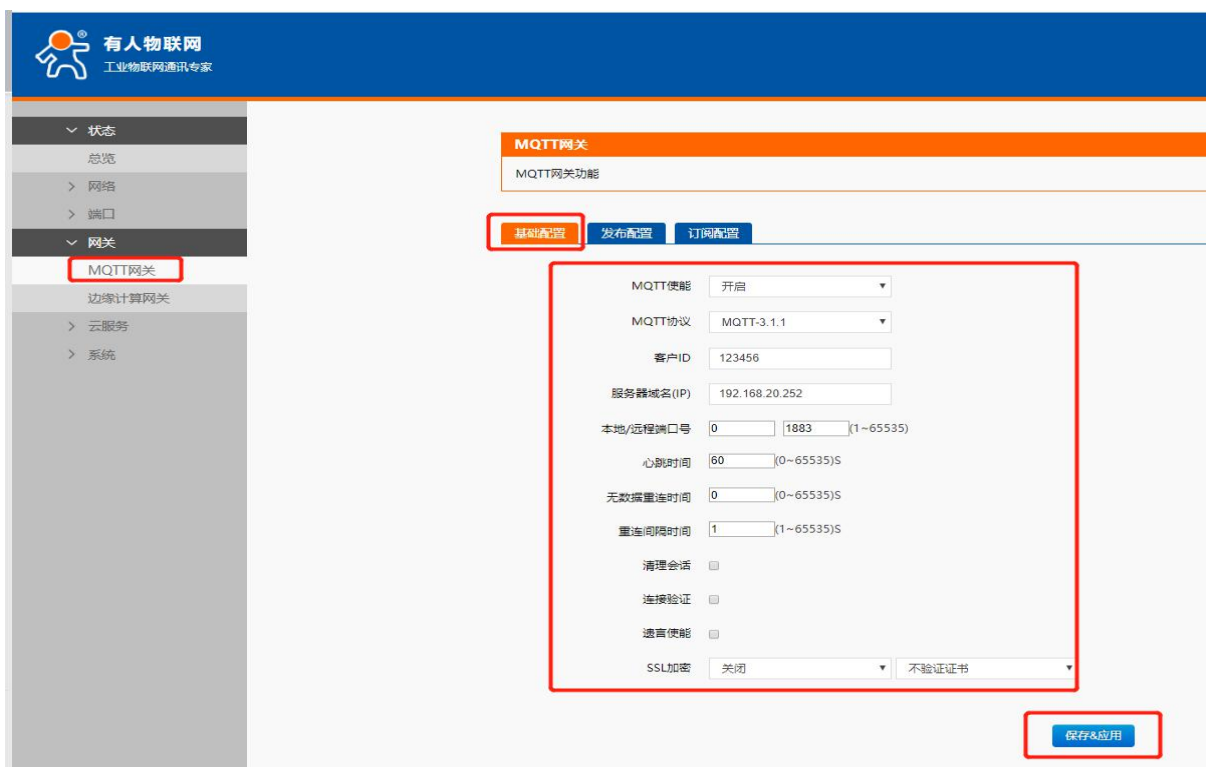 有人物联网
工业物联网通讯专家
状态
总览
网络
端口
网关
MQTT网关
边缘计算网关
云服务
系统
MQTT网关
MQTT网关功能
基础配置 发布配置 订阅配置
MQTT使能 开启
MQTT协议 MQTT-3.1.1
客户ID 123456
服务器域名(IP) 192.168.20.252
本地/远程端口号 0 1883 (1~65535)
心跳时间 60 (0~65535)S
无数据重连时间 0 (0~65535)S
重连间隔时间 1 (1~65535)S
清理会话
连接验证
遗言使能
SSL加密 关闭 不验证证书
保存&应用